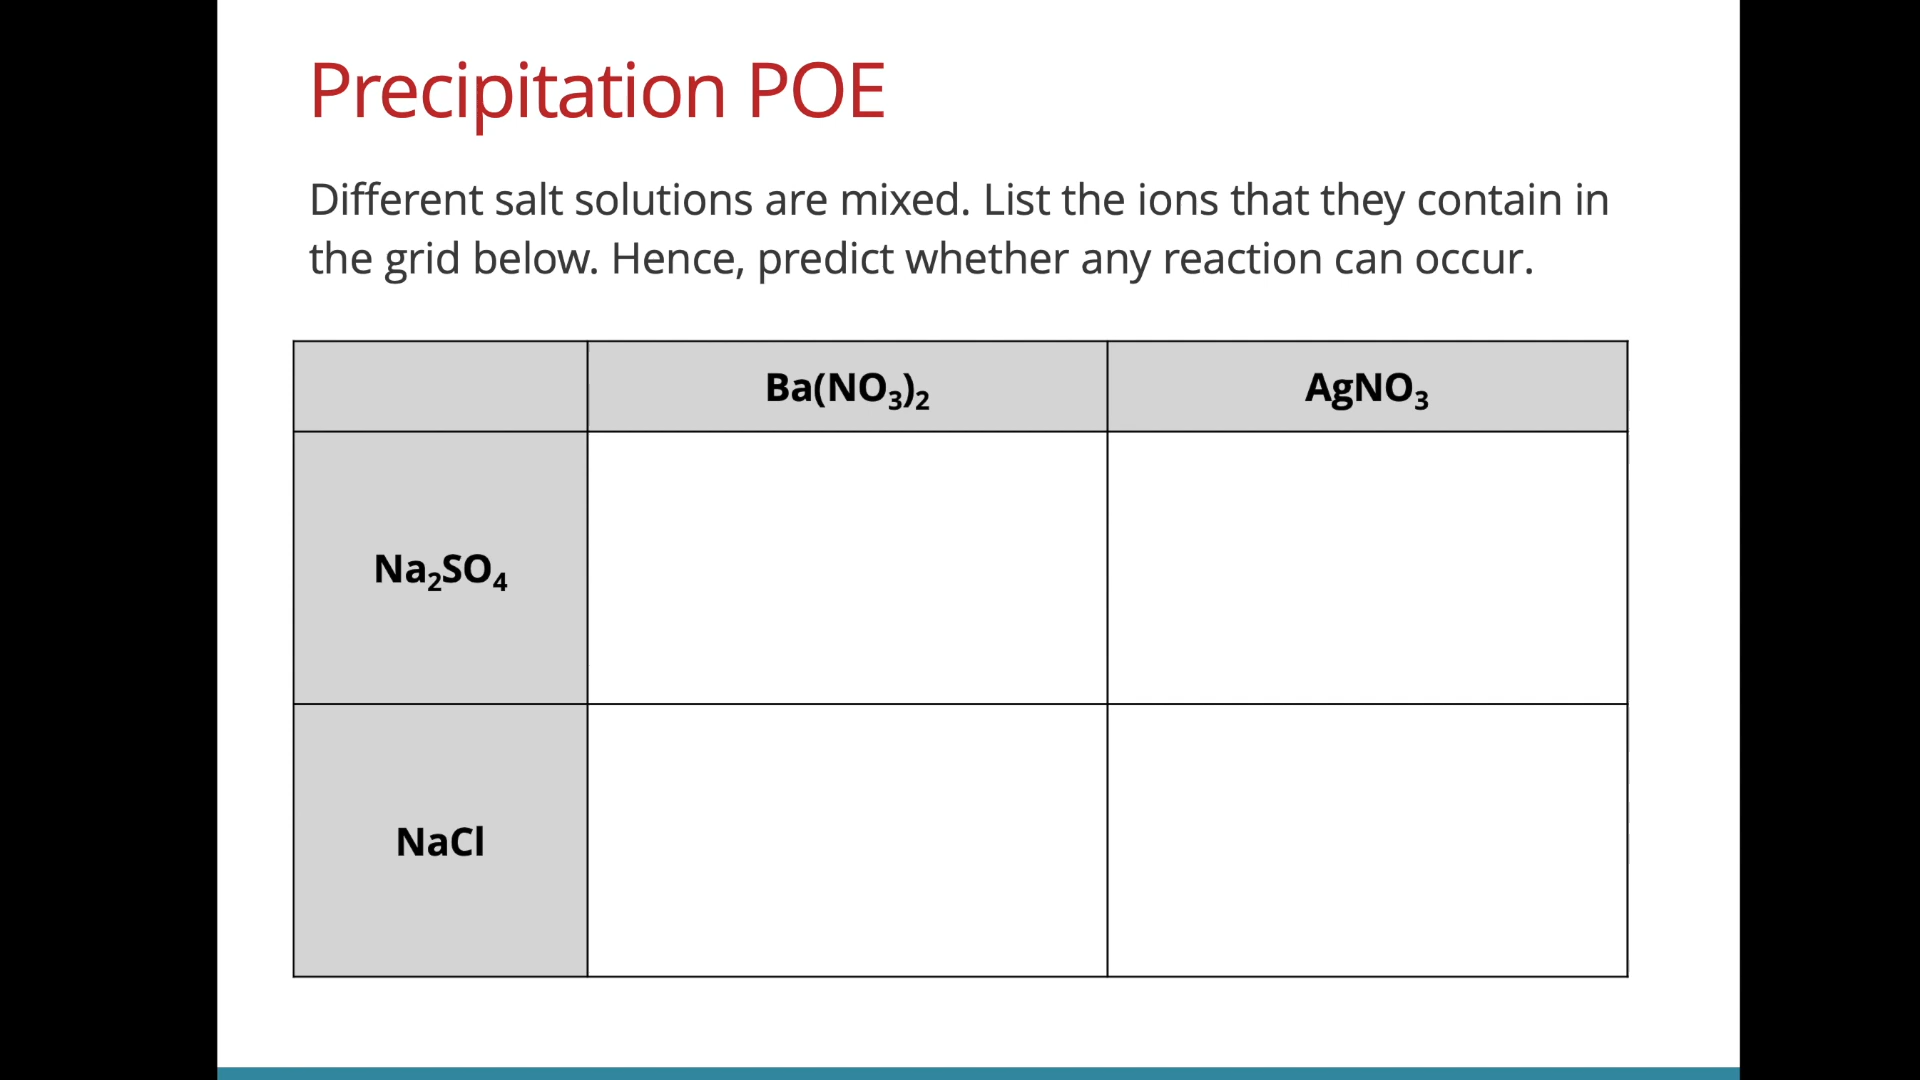 Precipitation POE
Different salt solutions are mixed. List the ions that they contain in
the grid below. Hence, predict whether any reaction can occur.
Ba(NO₃)₂ AgNO₃
Na₂SO₄
NaCl